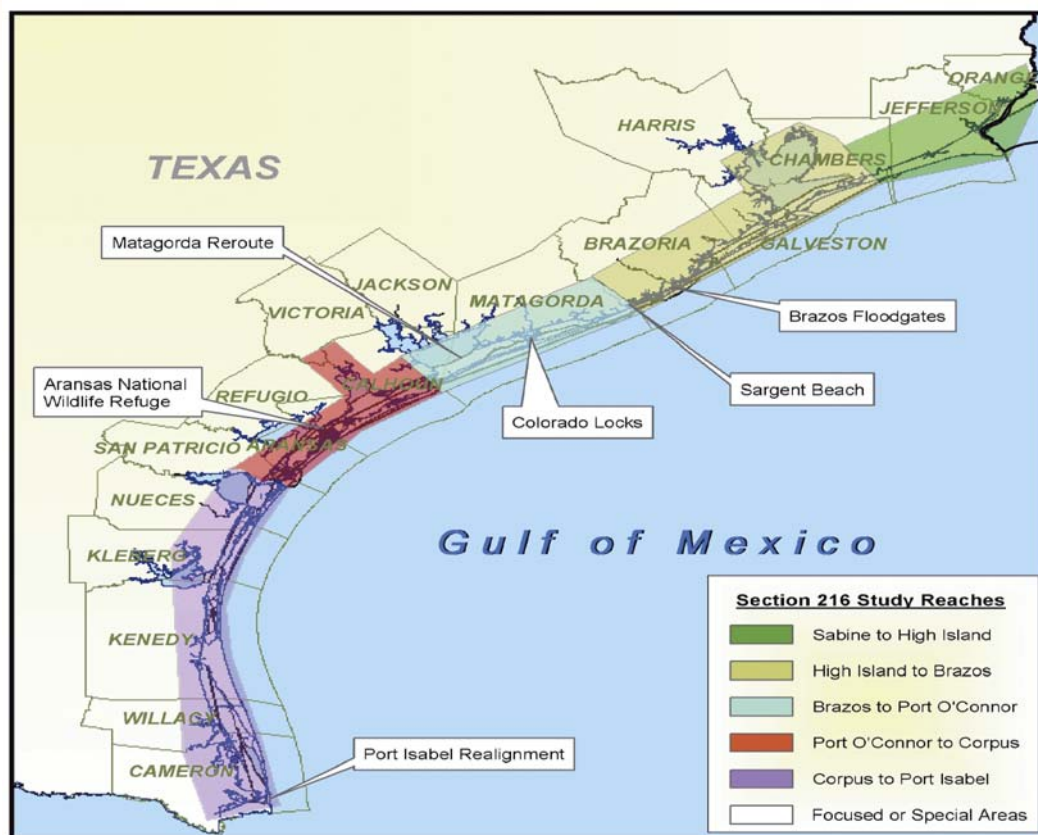 ORANGE
JEFFERSON
HARRIS
CHAMBERS
TEXAS
Matagorda Reroute
BRAZORIA
GALVESTON
JACKSON
MATAGORDA
VICTORIA
Brazos Floodgates
Aransas National
Wildlife Refuge
CALHOUN
REFUGIO
Sargent Beach
Colorado Locks
SAN PATRICIO
ARANSAS
NUECES
Gulf of Mexico
KLEBERG
KENEDY
WILLACY
CAMERON
Port Isabel Realignment
Section 216 Study Reaches
Sabine to High Island
High Island to Brazos
Brazos to Port O'Connor
Port O'Connor to Corpus
Corpus to Port Isabel
Focused or Special Areas